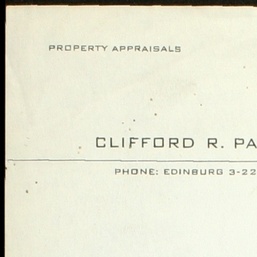 PROPERTY APPRAISALS
CLIFFORD R. PA
PHONE: EDINBURG 3-22